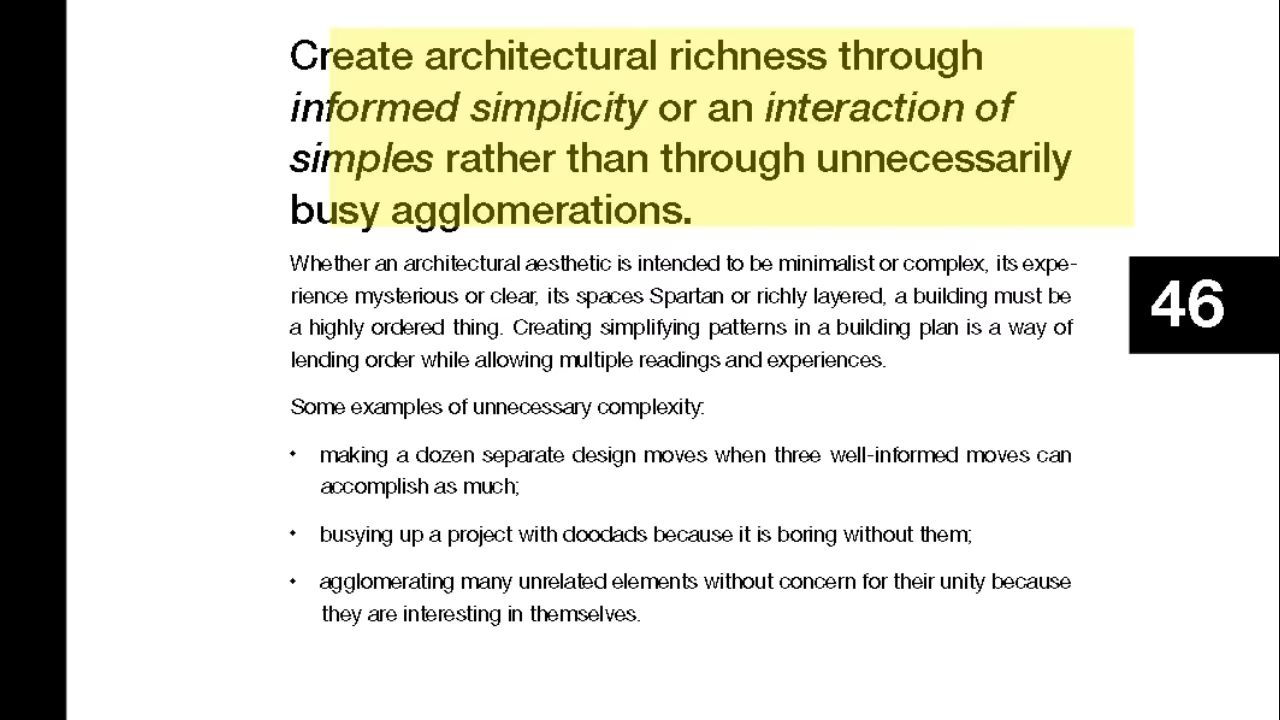 Create architectural richness through
informed simplicity or an interaction of
simples rather than through unnecessarily
busy agglomerations.
Whether an architectural aesthetic is intended to be minimalist or complex, its expe-
rience mysterious or clear, its spaces Spartan or richly layered, a building must be
a highly ordered thing. Creating simplifying patterns in a building plan is a way of
lending order while allowing multiple readings and experiences.
46
Some examples of unnecessary complexity:
• making a dozen separate design moves when three well-informed moves can
accomplish as much;
• busying up a project with doodads because it is boring without them;
• agglomerating many unrelated elements without concern for their unity because
they are interesting in themselves.